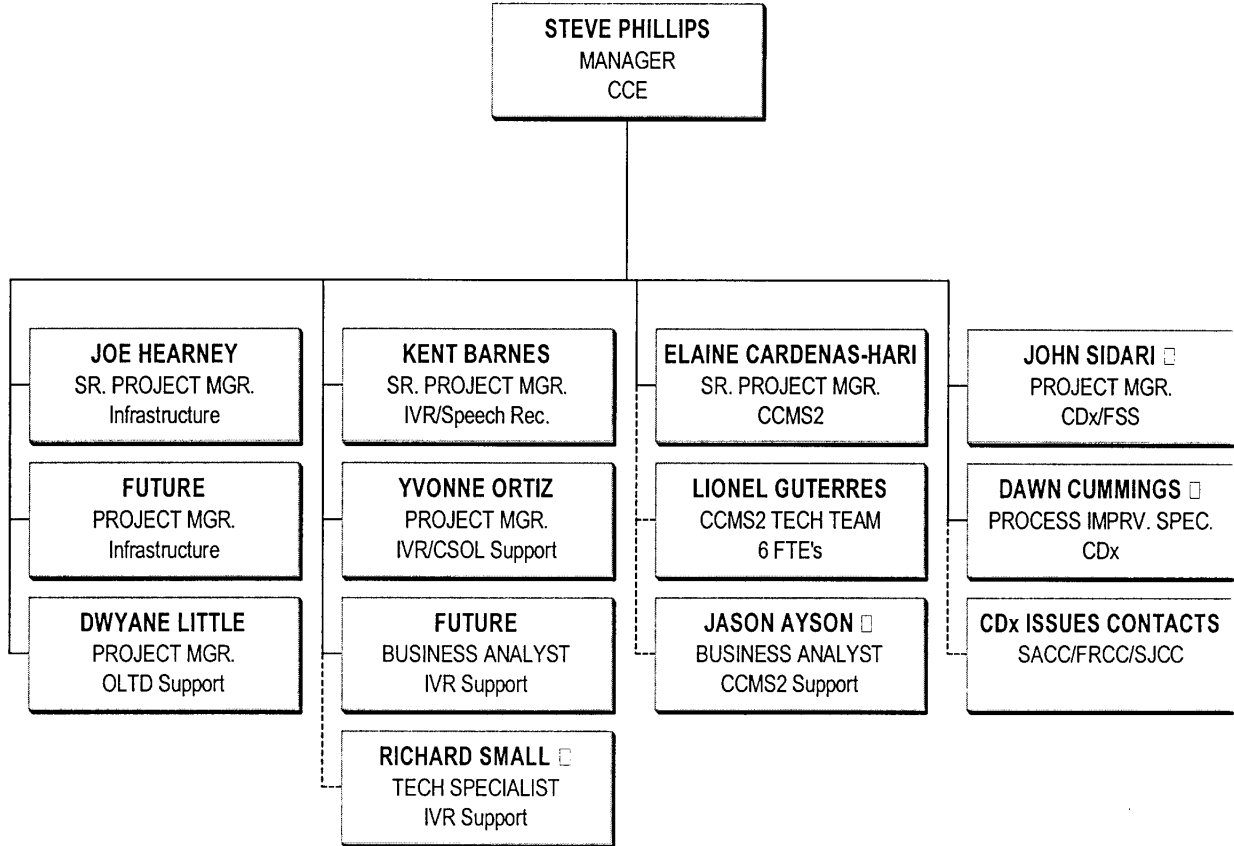 STEVE PHILLIPS
MANAGER
CCE
JOE HEARNEY
SR. PROJECT MGR.
Infrastructure
FUTURE
PROJECT MGR.
Infrastructure
DWYANE LITTLE
PROJECT MGR.
OLTD Support
KENT BARNES
SR. PROJECT MGR.
IVR/Speech Rec.
YVONNE ORTIZ
PROJECT MGR.
IVR/CSOL Support
FUTURE
BUSINESS ANALYST
IVR Support
RICHARD SMALL □
TECH SPECIALIST
IVR Support
ELAINE CARDENAS-HARI
SR. PROJECT MGR.
CCMS2
LIONEL GUTERRES
CCMS2 TECH TEAM
6 FTE's
JASON AYSON □
BUSINESS ANALYST
CCMS2 Support
JOHN SIDARI □
PROJECT MGR.
CDx/FSS
DAWN CUMMINGS □
PROCESS IMPRV. SPEC.
CDx
CDx ISSUES CONTACTS
SACC/FRCC/SJCC